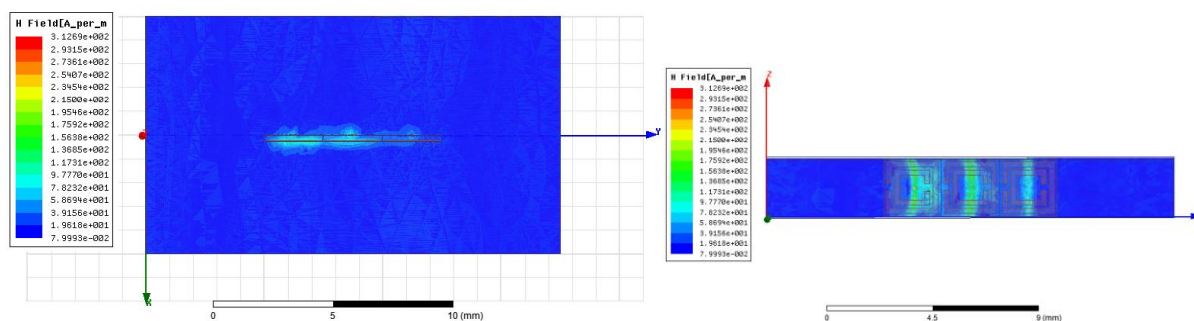 H Field[A_per_m
3.1269e+002
2.9315e+002
2.7361e+002
2.5407e+002
2.3454e+002
2.1500e+002
1.9546e+002
1.7592e+002
1.5638e+002
1.3685e+002
1.1731e+002
9.7770e+001
7.8232e+001
5.8694e+001
3.9156e+001
1.9618e+001
7.9993e-002
Y
X
0
5
10 (mm)
H Field[A_per_m
3.1269e+002
2.9315e+002
2.7361e+002
2.5407e+002
2.3454e+002
2.1500e+002
1.9546e+002
1.7592e+002
1.5638e+002
1.3685e+002
1.1731e+002
9.7770e+001
7.8232e+001
5.8694e+001
3.9156e+001
1.9618e+001
7.9993e-002
Z
0
4.5
9 (mm)